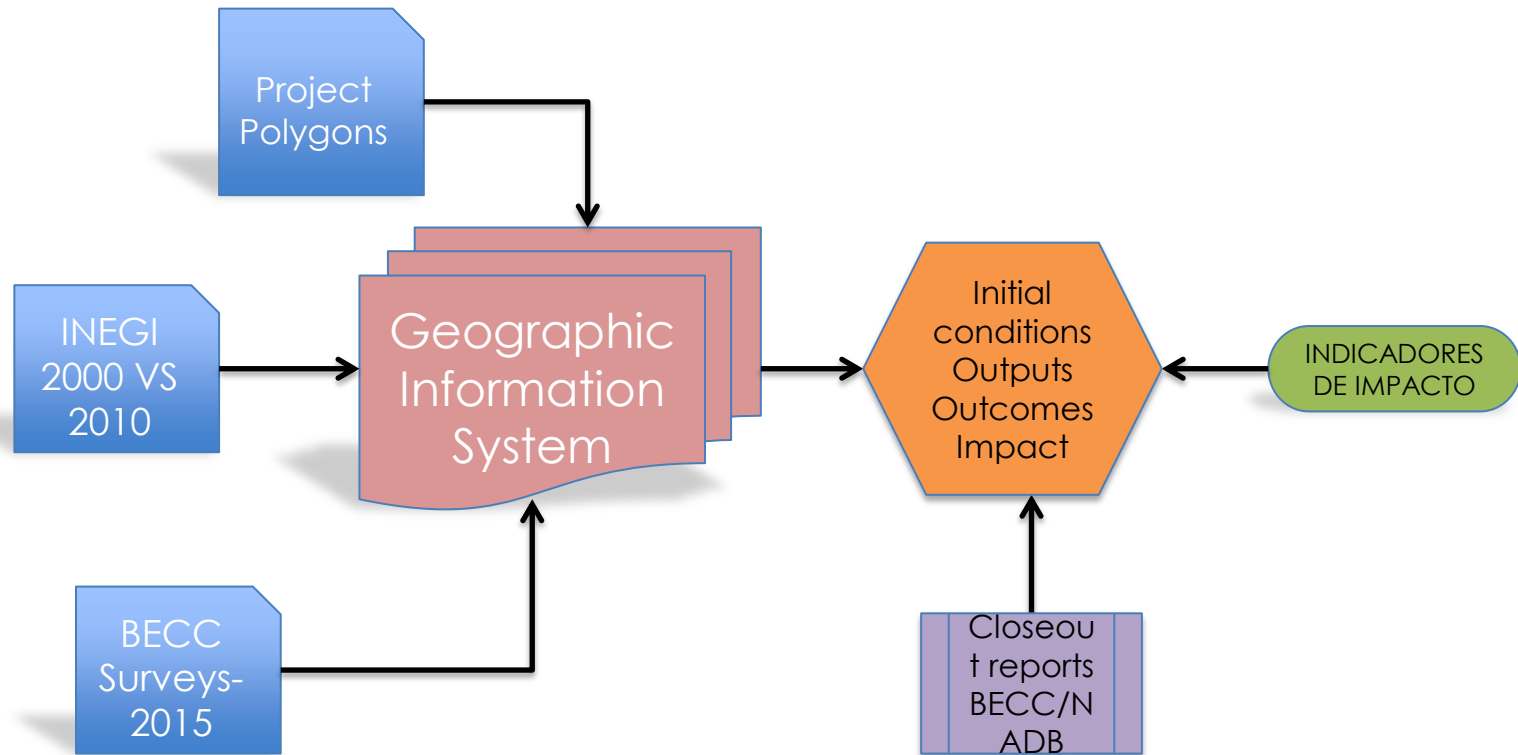 Project
Polygons
INEGI
2000 VS
2010
Geographic
Information
System
Initial
conditions
Outputs
Outcomes
Impact
INDICADORES
DE IMPACTO
BECC
Surveys-
2015
Closeou
t reports
BECC/N
ADB